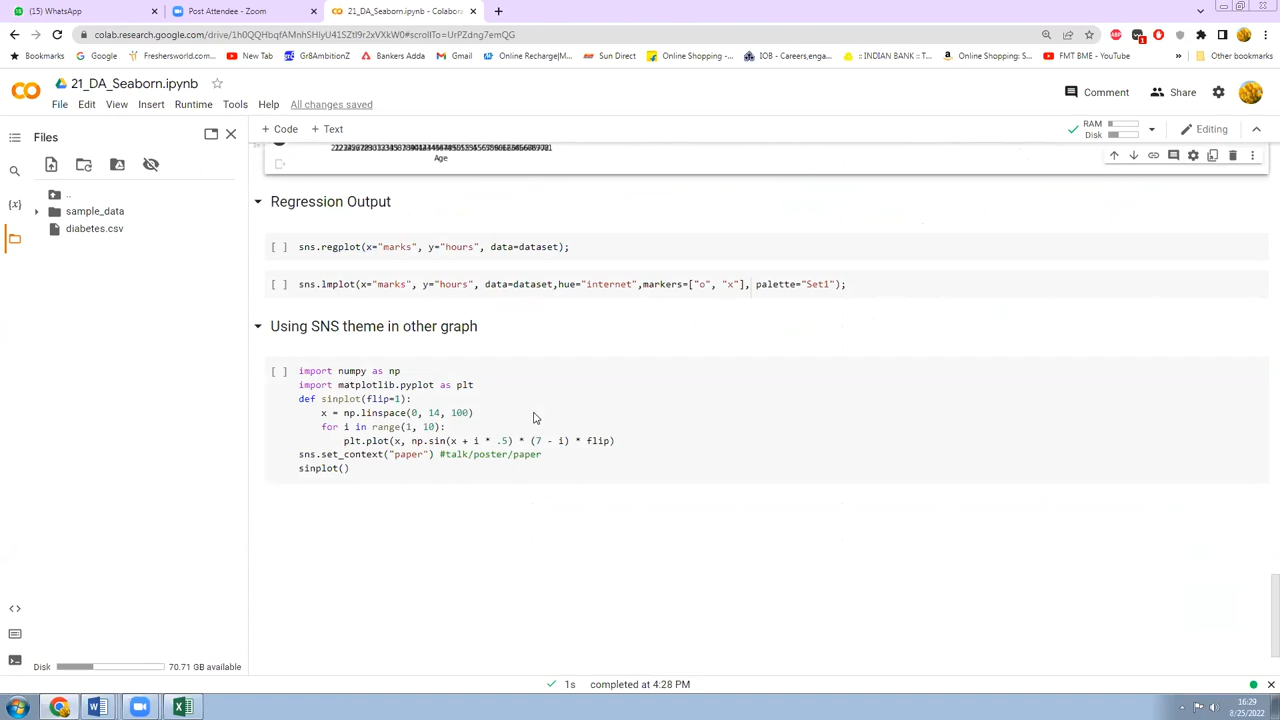 (15) WhatsApp
Post Attendee - Zoom
21_DA_Seaborn.ipynb - Colabora
colab.research.google.com/drive/
Bookmarks
G Freshersworld.com...
New Tab
Gr8AmbitionZ
Bankers Adda
Online Recharge|M...
Gmail
Sun Direct
Online Shopping -...
IOB - Careers,enga...
:: INDIAN BANK ::
Online Shopping: S...
FMT BME - YouTube
»
Other bookmarks
21_DA_Seaborn.ipynb
Comment
Share
File Edit View Insert Runtime Tools Help All changes saved
Files
+ Code + Text
RAM
Disk
Editing
Age
..
sample_data
diabetes.csv
{x}
Regression Output
[ ] sns.regplot(x="marks", y="hours", data=dataset);
[ ] sns.lmplot(x="marks", y="hours", data=dataset,hue="internet",markers=["o", "x"], palette="Set1");
Using SNS theme in other graph
[ ] import numpy as np
import matplotlib.pyplot as plt
def sinplot(flip=1):
x = np.linspace(0, 14, 100)
for i in range(1, 10):
plt.plot(x, np.sin(x + i * .5) * (7 - i) * flip)
sns.set_context("paper") #talk/poster/paper
sinplot()
<>
Disk
70.71 GB available
1s completed at 4:28 PM
16:29
8/25/2022